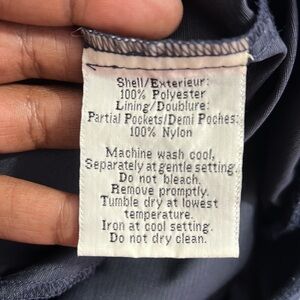 Shell/Exterieur:
100% Polyester
Lining/Doublure:
Partial Pockets/Demi Poches:
100% Nylon
Machine wash cool,
Separately at gentle setting.
Do not bleach.
Remove promptly.
Tumble dry at lowest
temperature.
Iron at cool setting.
Do not dry clean.